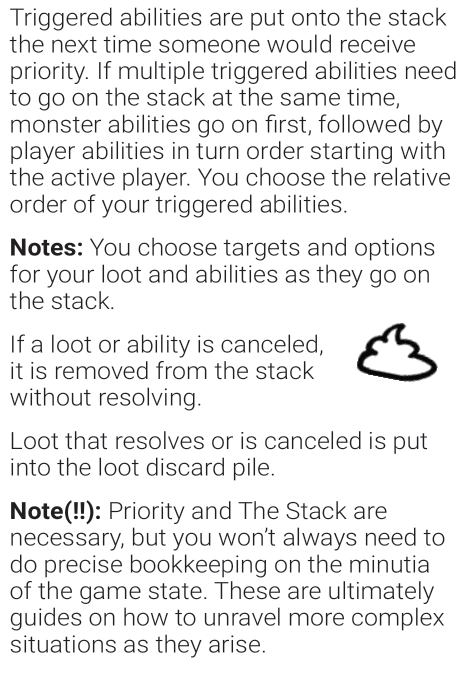 Triggered abilities are put onto the stack
the next time someone would receive
priority. If multiple triggered abilities need
to go on the stack at the same time,
monster abilities go on first, followed by
player abilities in turn order starting with
the active player. You choose the relative
order of your triggered abilities.
Notes: You choose targets and options
for your loot and abilities as they go on
the stack.
If a loot or ability is canceled,
it is removed from the stack
without resolving.
Loot that resolves or is canceled is put
into the loot discard pile.
Note(!!): Priority and The Stack are
necessary, but you won’t always need to
do precise bookkeeping on the minutia
of the game state. These are ultimately
guides on how to unravel more complex
situations as they arise.